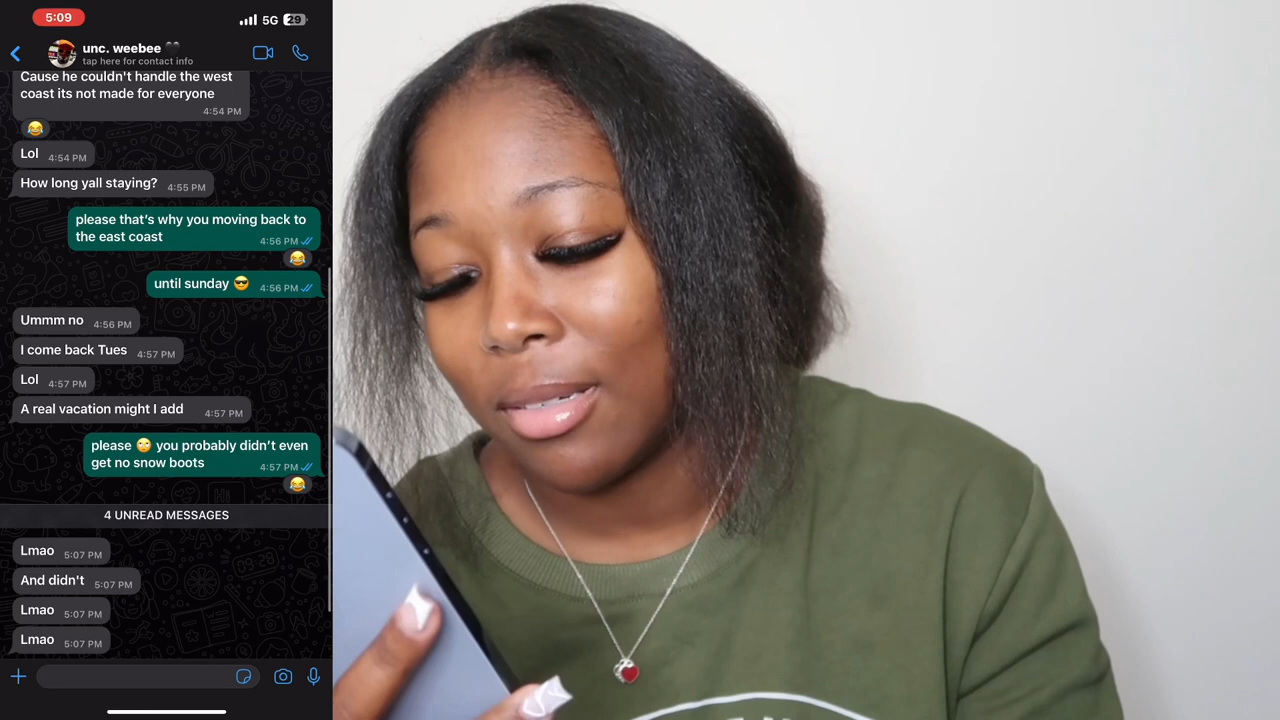 5:09
5G 29
unc. weebee 🖤
tap here for contact info
Cause he couldn't handle the west
coast its not made for everyone
4:54 PM
😂
Lol 4:54 PM
How long yall staying? 4:55 PM
please that's why you moving back to
the east coast 4:56 PM
😂
until sunday 😎 4:56 PM
Ummm no 4:56 PM
I come back Tues 4:57 PM
Lol 4:57 PM
A real vacation might I add 4:57 PM
please 🙄 you probably didn't even
get no snow boots 4:57 PM
😂
4 UNREAD MESSAGES
Lmao 5:07 PM
And didn't 5:07 PM
Lmao 5:07 PM
Lmao 5:07 PM